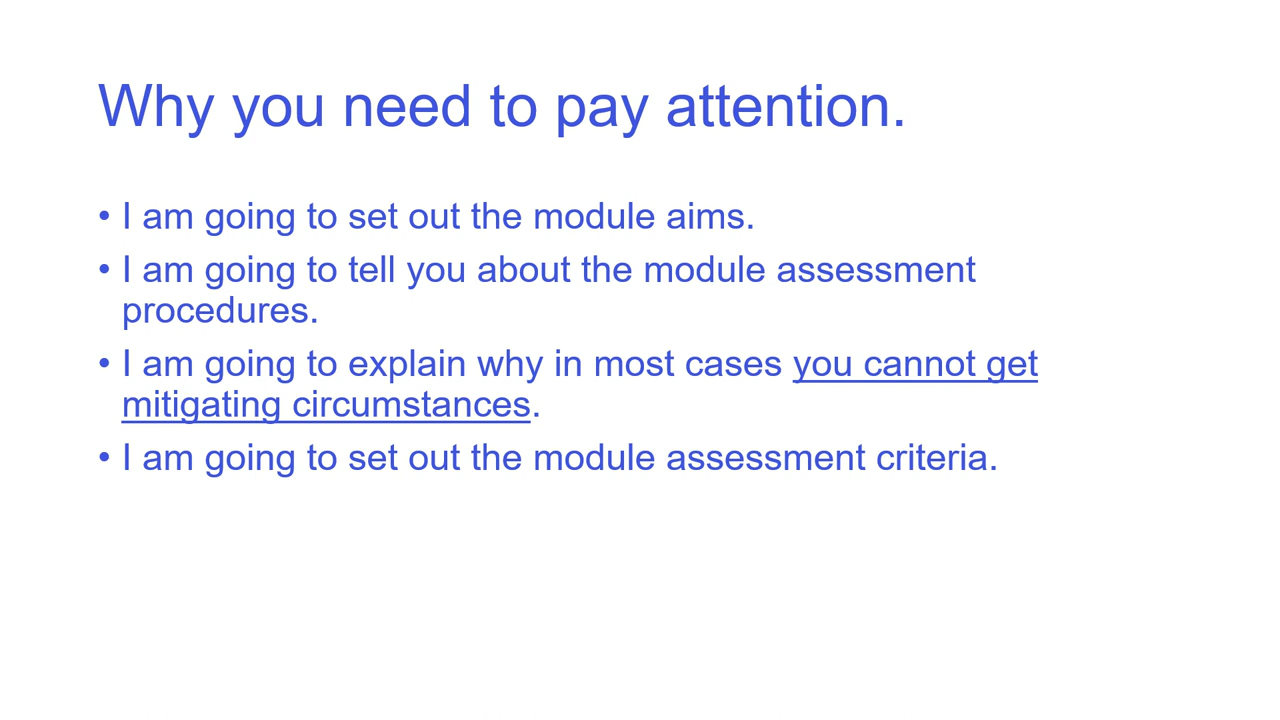 Why you need to pay attention.
• I am going to set out the module aims.
• I am going to tell you about the module assessment
procedures.
• I am going to explain why in most cases you cannot get
mitigating circumstances.
• I am going to set out the module assessment criteria.